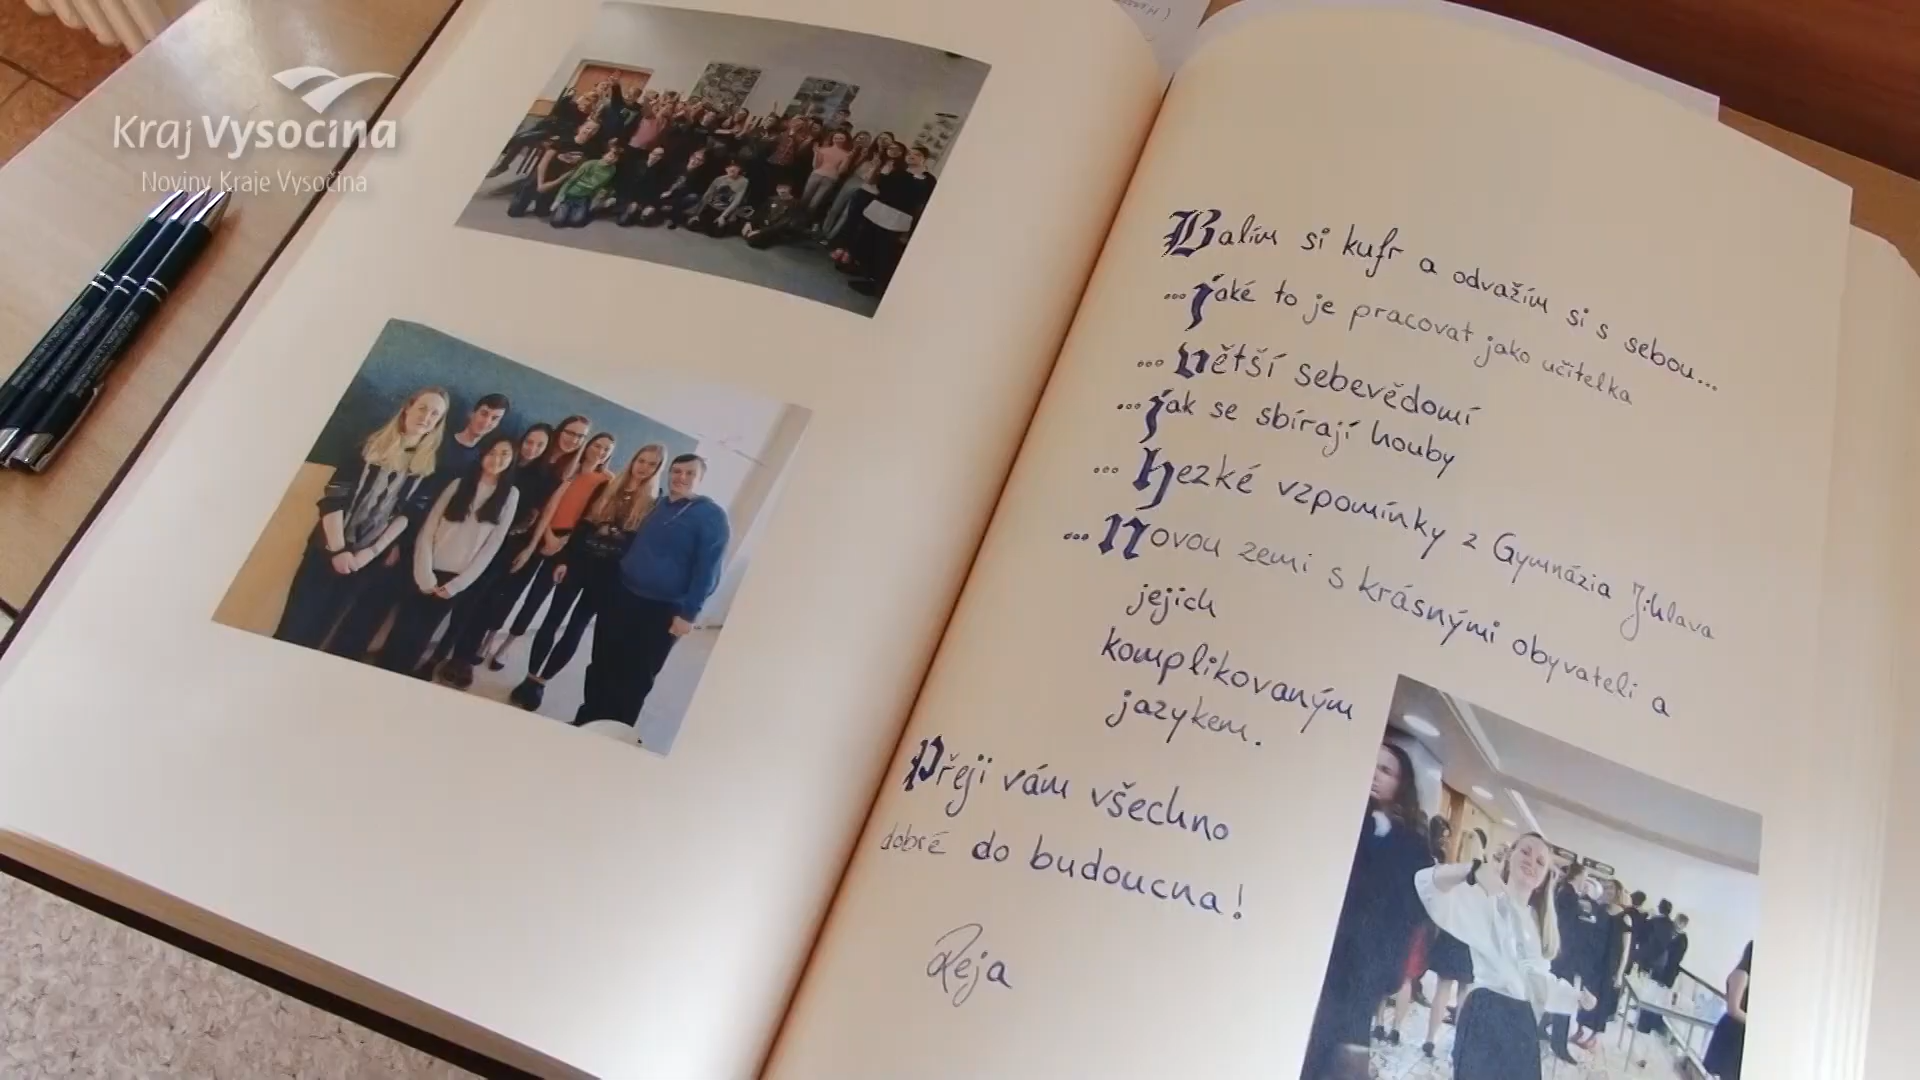 Kraj Vysočina
Noviny Kraje Vysočina
Balím si kufr a odvažím si s sebou...
...jaké to je pracovat jako učitelka
...větší sebevědomí
...jak se sbírají houby
...Hezké vzpomínky z Gymnázia Jihlava
...Novou zemi s krásnými obyvateli a
jejich
komplikovaným
jazykem.
Přeji vám všechno
dobré do budoucna!
Reja